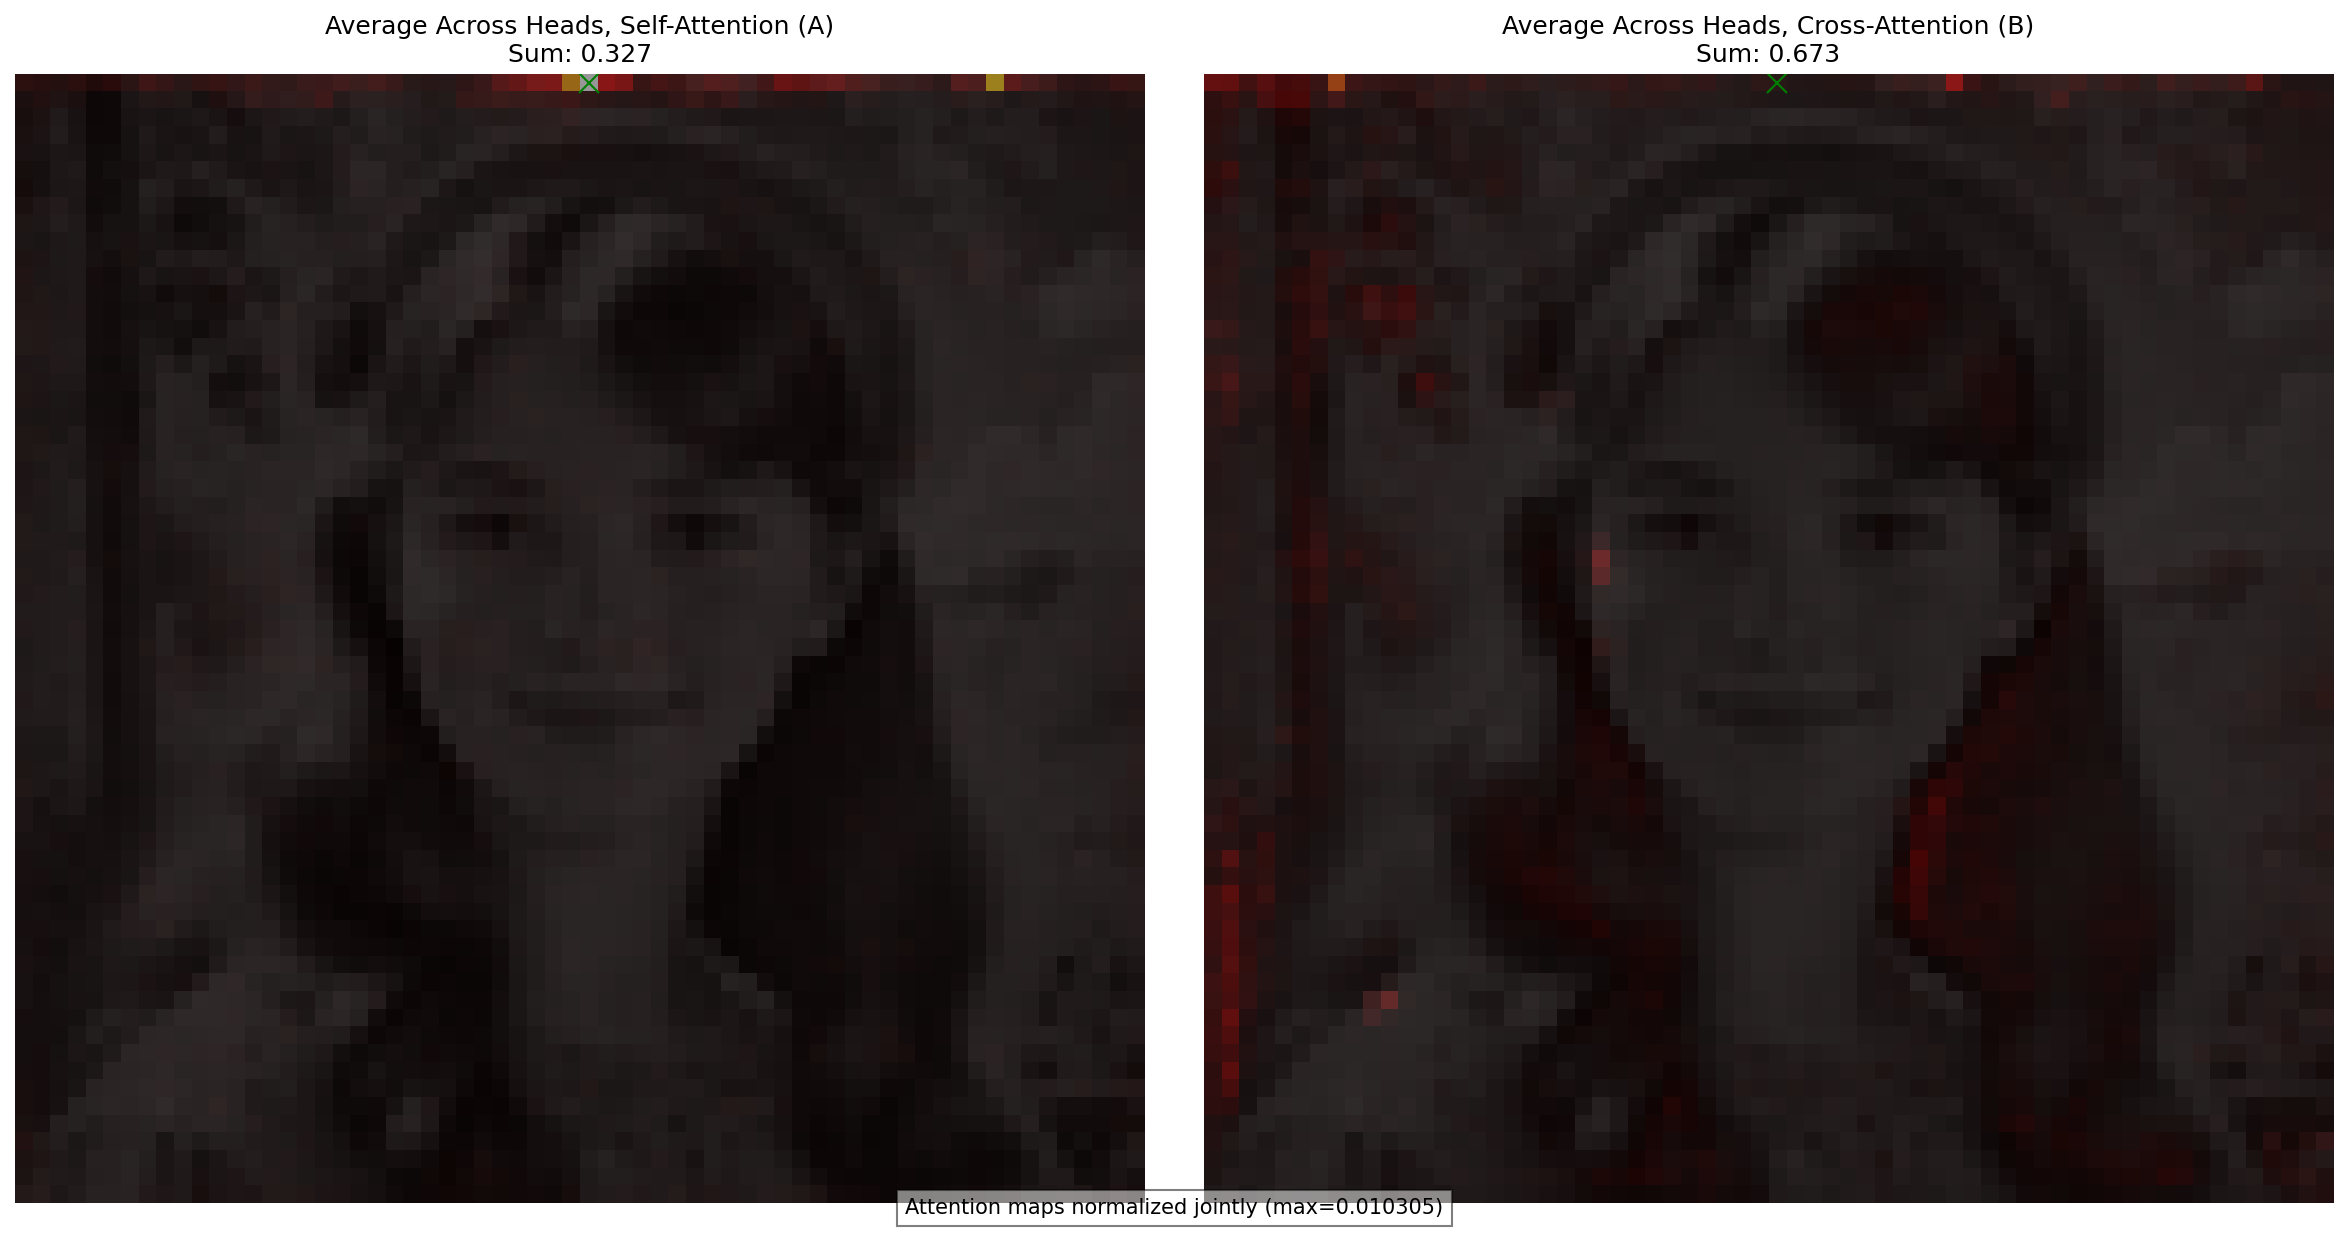 Average Across Heads, Self-Attention (A)
Sum: 0.327
Average Across Heads, Cross-Attention (B)
Sum: 0.673
Attention maps normalized jointly (max=0.010305)